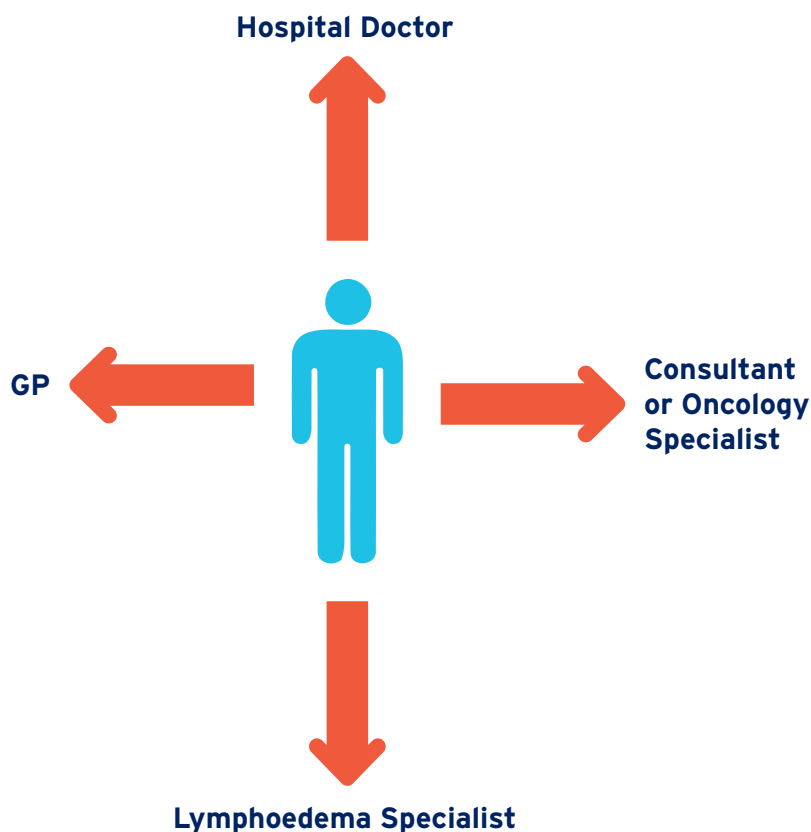 Hospital Doctor
GP
Consultant
or Oncology
Specialist
Lymphoedema Specialist